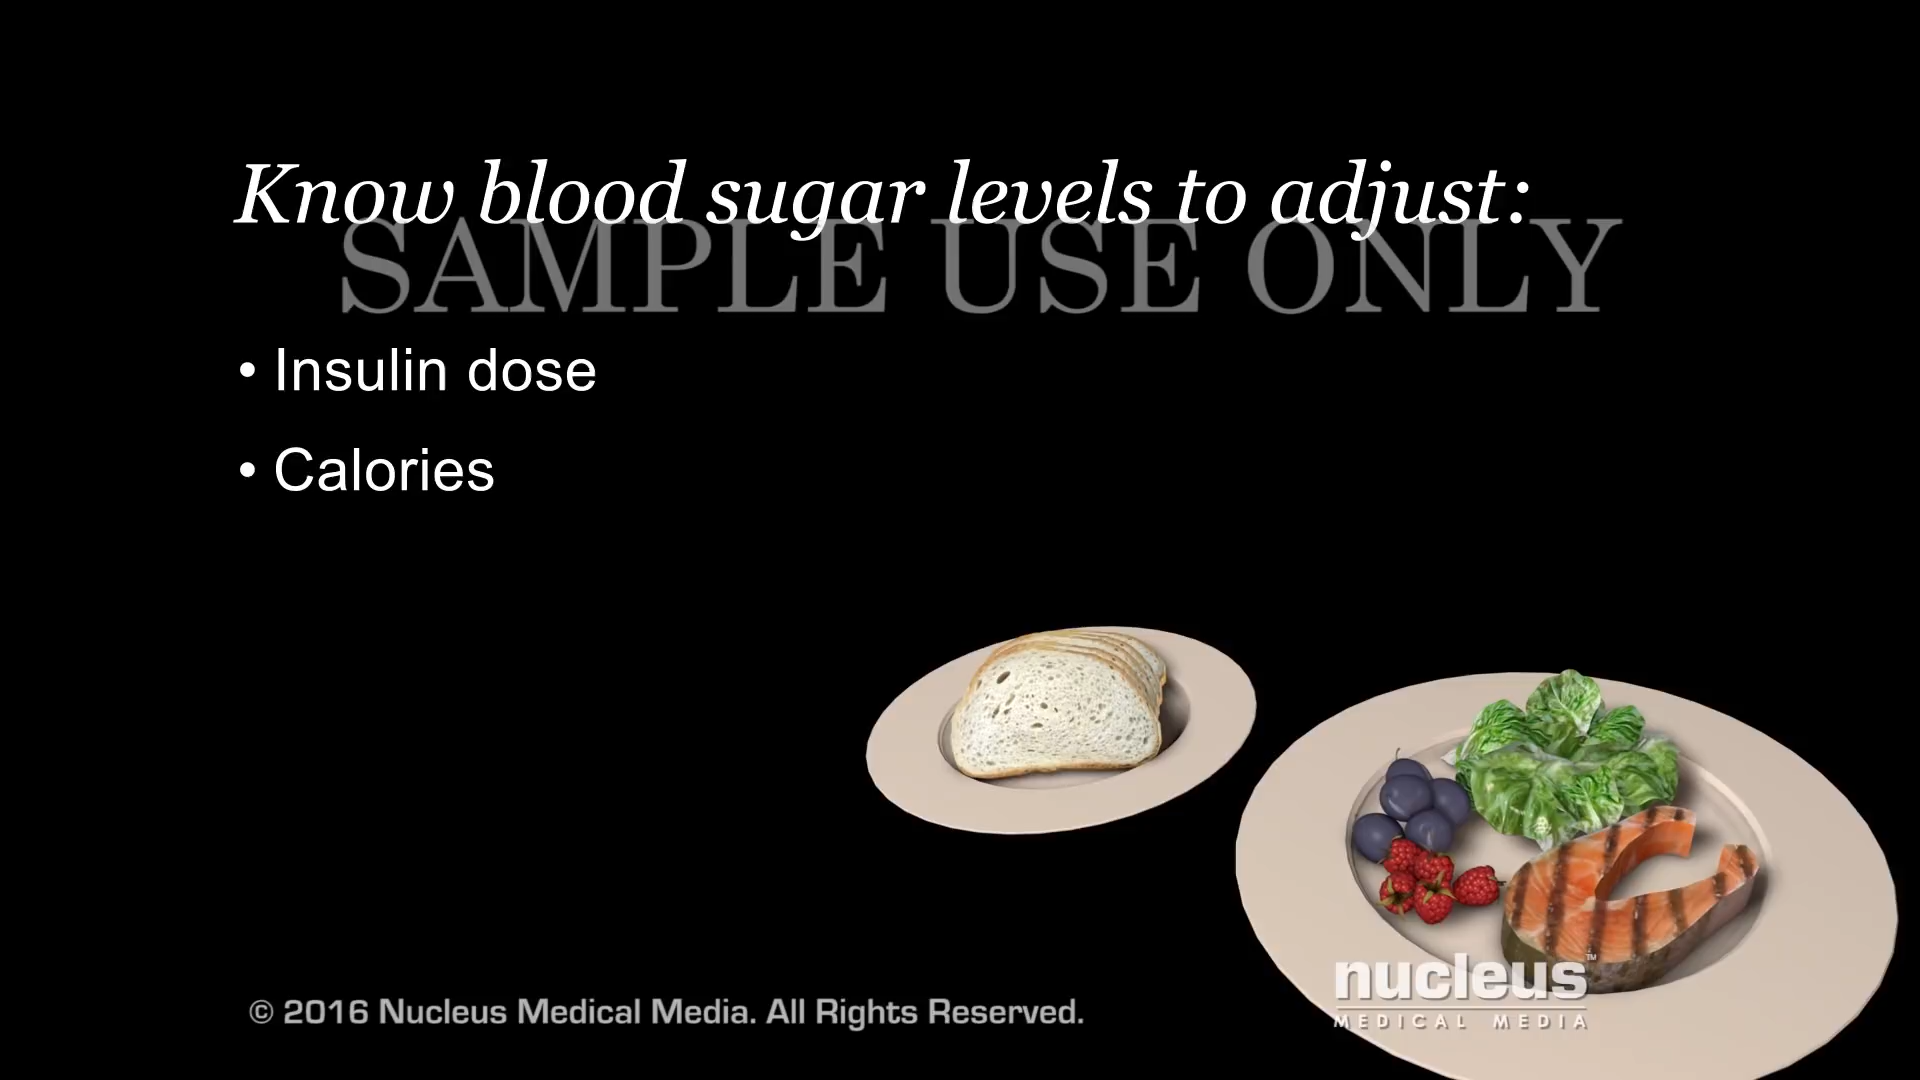 Know blood sugar levels to adjust:
SAMPLE USE ONLY
• Insulin dose
• Calories
nucleus™
MEDICAL MEDIA
© 2016 Nucleus Medical Media. All Rights Reserved.